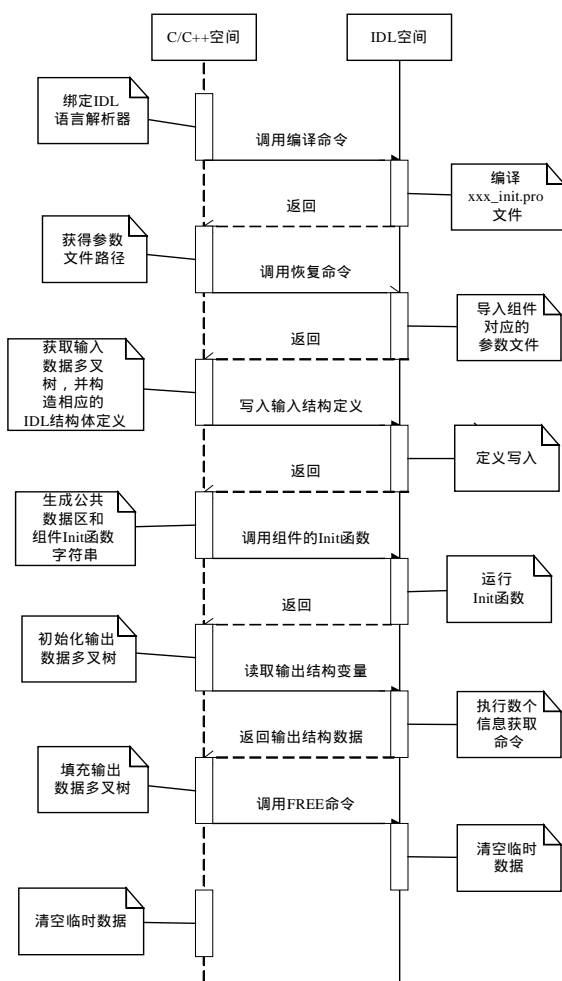 C/C++空间
IDL空间
绑定IDL
语言解析器
调用编译命令
编译
xxx_init.pro
文件
返回
获得参数
文件路径
调用恢复命令
导入组件
对应的
参数文件
返回
获取输入
数据多叉
树，并构
造相应的
IDL结构体定义
写入输入结构定义
定义写入
返回
生成公共
数据区和
组件Init函数
字符串
调用组件的Init函数
运行
Init函数
返回
初始化输出
数据多叉树
读取输出结构变量
执行数个
信息获取
命令
返回输出结构数据
填充输出
数据多叉树
调用FREE命令
清空临时
数据
清空临时数据